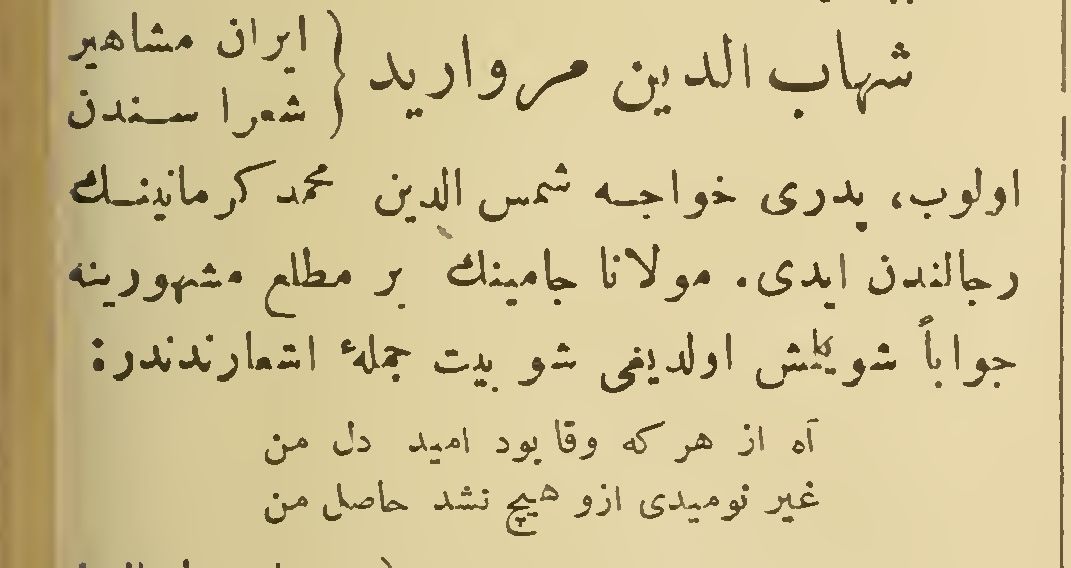 شهاب الدین مروارید { ایران مشاهیر
شعرا سندن
اولوب، پدری خواجه شمس الدین محمد کرمانینك
رجالندن ایدی. مولانا جامینك بر مطلع مشهورینه
جواباً سویلمش اولدیغی شو بیت جملهٔ اشعارندندر:
آه از هر که وفا بود امید دل من
غیر نومیدی ازو هیچ نشد حاصل من